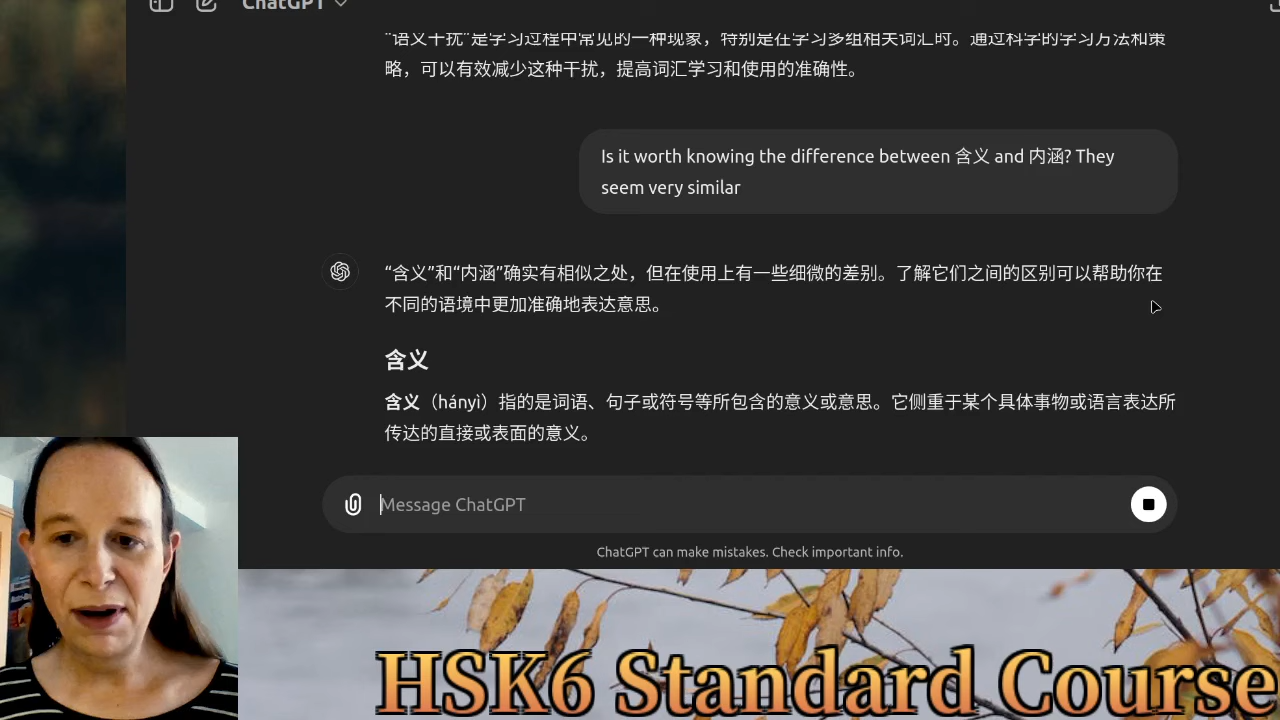 ChatGPT
“语义干扰”是学习过程中常见的一种现象，特别是在学习多组相关词汇时。通过科学的学习方法和策
略，可以有效减少这种干扰，提高词汇学习和使用的准确性。
Is it worth knowing the difference between 含义 and 内涵? They
seem very similar
“含义”和“内涵”确实有相似之处，但在使用上有一些细微的差别。了解它们之间的区别可以帮助你在
不同的语境中更加准确地表达意思。
含义
含义（hányì）指的是词语、句子或符号等所包含的意义或意思。它侧重于某个具体事物或语言表达所
传达的直接或表面的意义。
Message ChatGPT
ChatGPT can make mistakes. Check important info.
HSK6 Standard Course